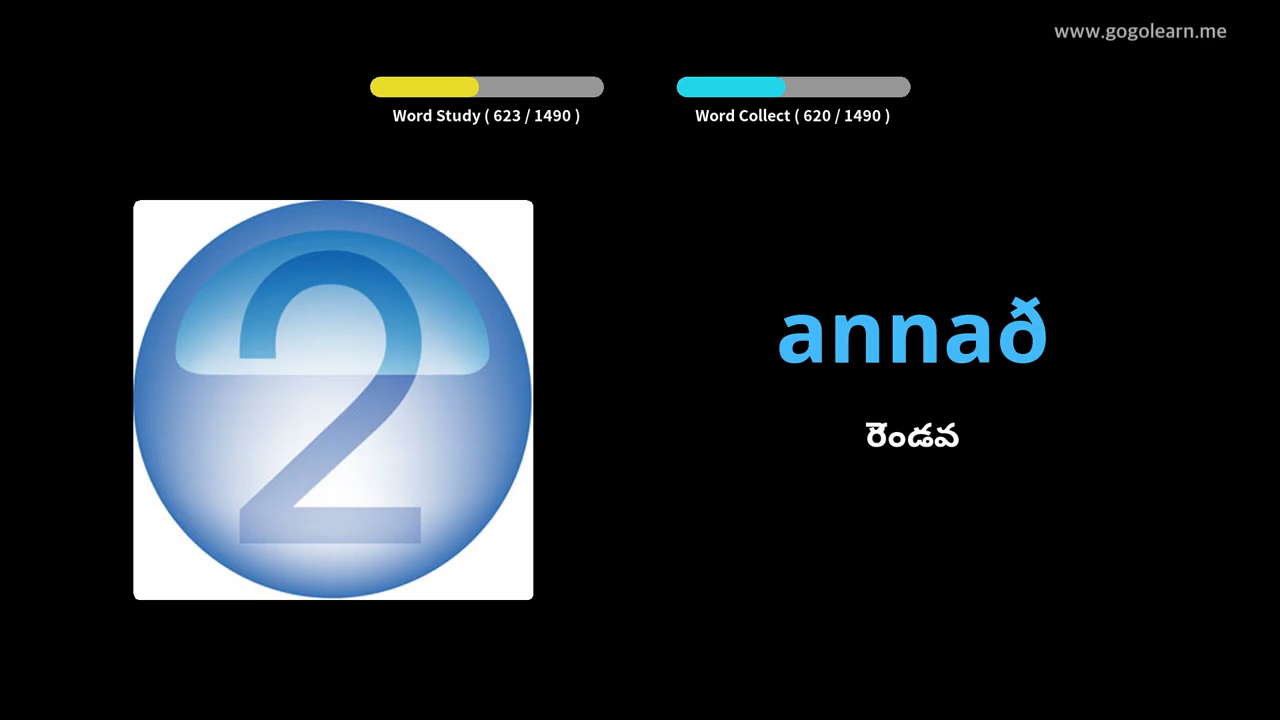 www.gogolearn.me
Word Study ( 623 / 1490 )
Word Collect ( 620 / 1490 )
2
annað
రెండవ